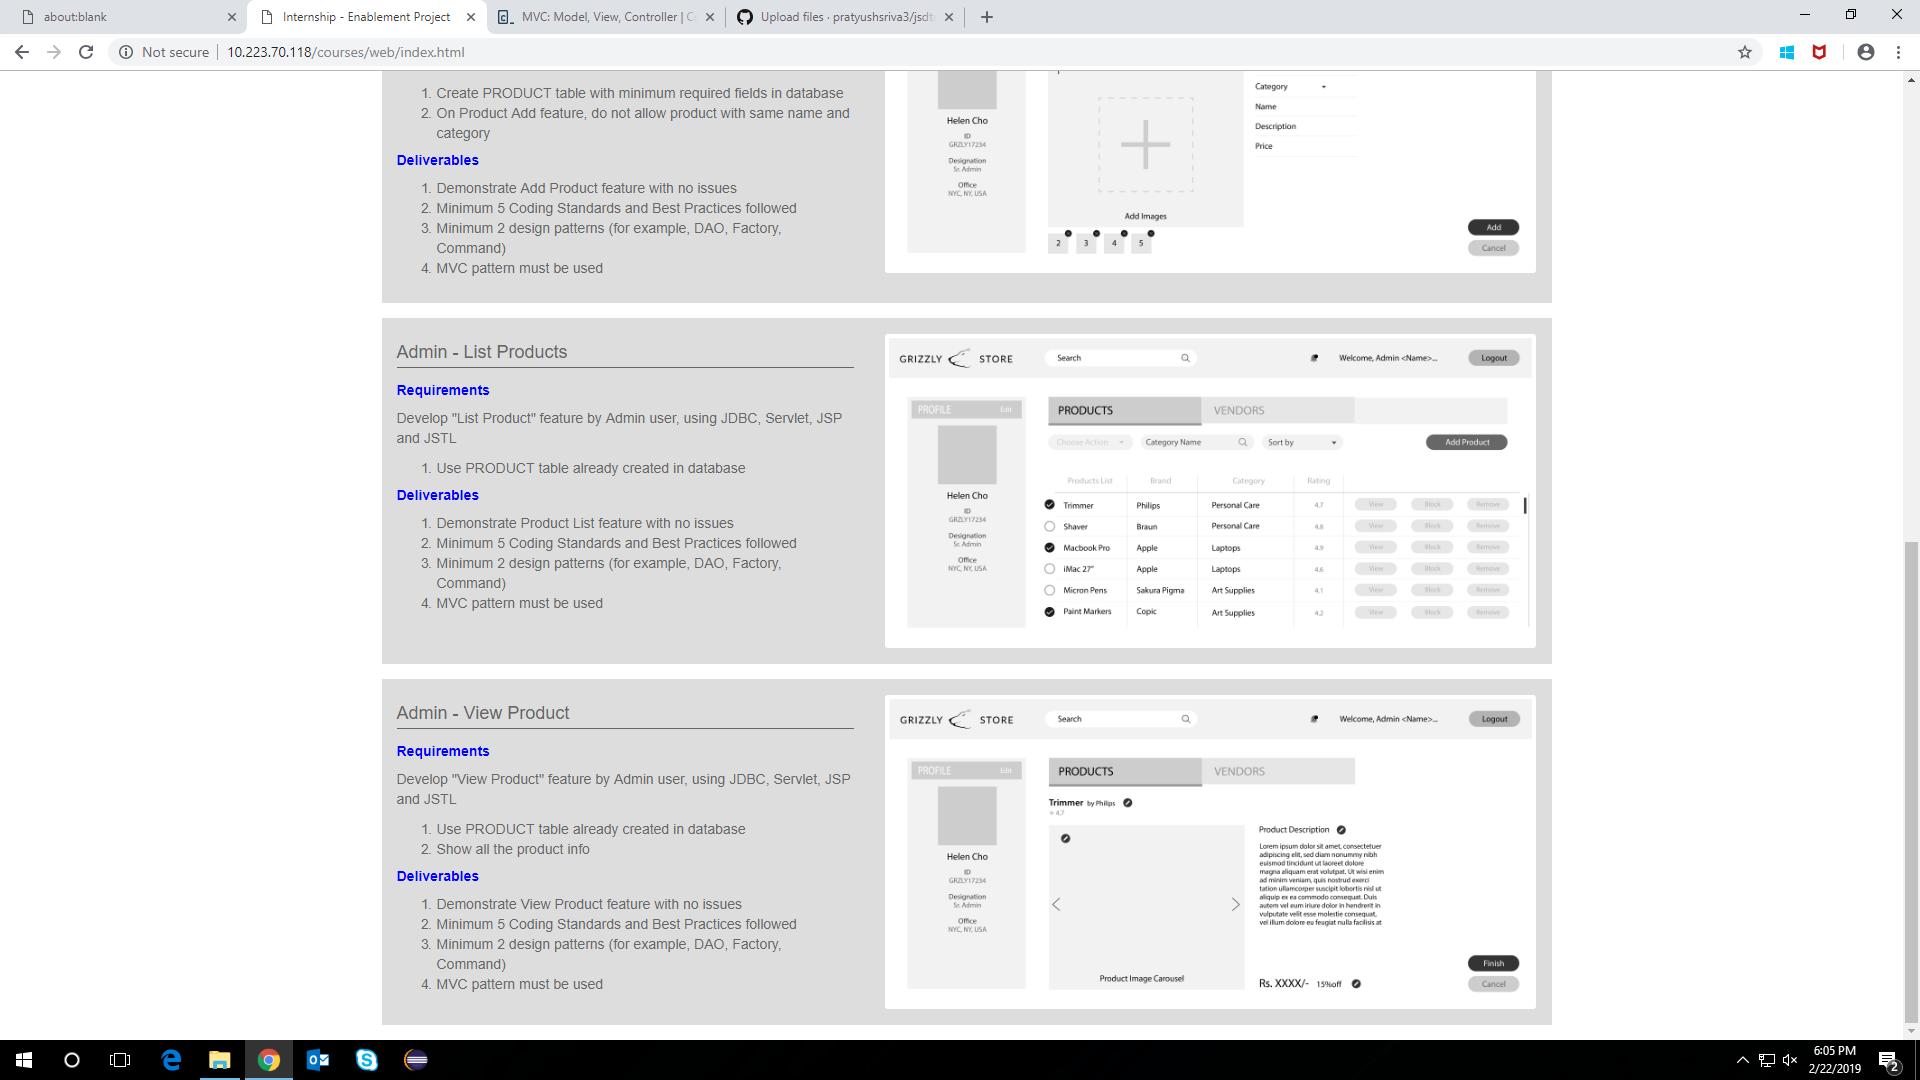 about:blank
Internship - Enablement Project
MVC: Model, View, Controller | C
Upload files · pratyushsriva3/jsdt
Not secure
10.223.70.118/courses/web/index.html
1. Create PRODUCT table with minimum required fields in database
2. On Product Add feature, do not allow product with same name and
category
Deliverables
1. Demonstrate Add Product feature with no issues
2. Minimum 5 Coding Standards and Best Practices followed
3. Minimum 2 design patterns (for example, DAO, Factory,
Command)
4. MVC pattern must be used
Helen Cho
ID
GRZLY17234
Designation
Sr. Admin
Office
NYC, NY, USA
Add Images
2 3 4 5
Category
Name
Description
Price
Add
Cancel
Admin - List Products
Requirements
Develop "List Product" feature by Admin user, using JDBC, Servlet, JSP
and JSTL
1. Use PRODUCT table already created in database
Deliverables
1. Demonstrate Product List feature with no issues
2. Minimum 5 Coding Standards and Best Practices followed
3. Minimum 2 design patterns (for example, DAO, Factory,
Command)
4. MVC pattern must be used
GRIZZLY STORE
Search
Welcome, Admin <Name>...
Logout
PROFILE Edit
Helen Cho
ID
GRZLY17234
Designation
Sr. Admin
Office
NYC, NY, USA
PRODUCTS VENDORS
Choose Action Category Name Sort by Add Product
Products List Brand Category Rating
Trimmer Philips Personal Care 4.7 View Block Remove
Shaver Braun Personal Care 4.8 View Block Remove
Macbook Pro Apple Laptops 4.9 View Block Remove
iMac 27" Apple Laptops 4.6 View Block Remove
Micron Pens Sakura Pigma Art Supplies 4.1 View Block Remove
Paint Markers Copic Art Supplies 4.2 View Block Remove
Admin - View Product
Requirements
Develop "View Product" feature by Admin user, using JDBC, Servlet, JSP
and JSTL
1. Use PRODUCT table already created in database
2. Show all the product info
Deliverables
1. Demonstrate View Product feature with no issues
2. Minimum 5 Coding Standards and Best Practices followed
3. Minimum 2 design patterns (for example, DAO, Factory,
Command)
4. MVC pattern must be used
GRIZZLY STORE
Search
Welcome, Admin <Name>...
Logout
PROFILE Edit
Helen Cho
ID
GRZLY17234
Designation
Sr. Admin
Office
NYC, NY, USA
PRODUCTS VENDORS
Trimmer by Philips
4.7
Product Image Carousel
Product Description
Lorem ipsum dolor sit amet, consectetuer
adipiscing elit, sed diam nonummy nibh
euismod tincidunt ut laoreet dolore
magna aliquam erat volutpat. Ut wisi enim
ad minim veniam, quis nostrud exerci
tation ullamcorper suscipit lobortis nisl ut
aliquip ex ea commodo consequat. Duis
autem vel eum iriure dolor in hendrerit in
vulputate velit esse molestie consequat,
vel illum dolore eu feugiat nulla facilisis at
Rs. XXXX/- 15%off
Finish
Cancel
6:05 PM
2/22/2019
2